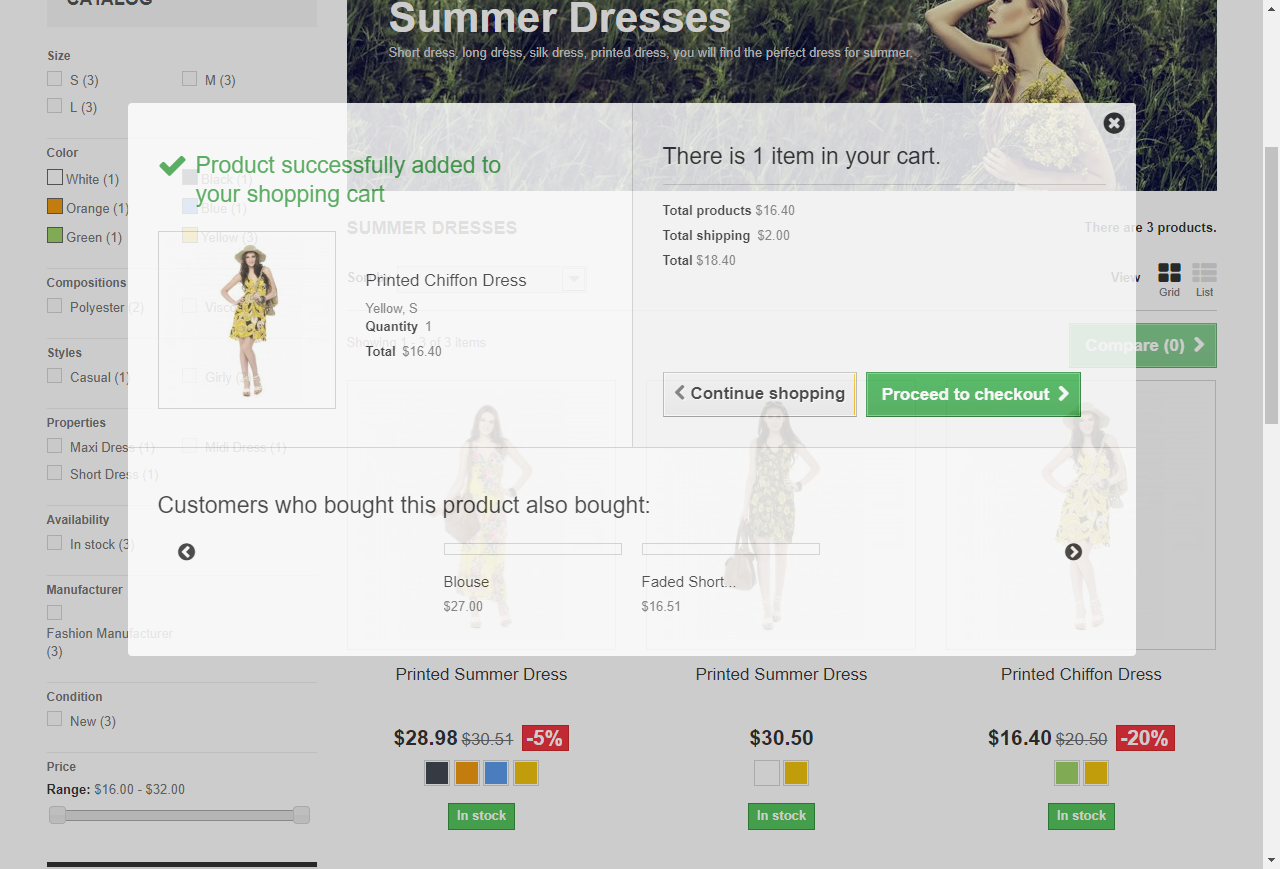 CATALOG
Size
S (3)
M (3)
L (3)
Color
White (1)
Black (1)
Orange (1)
Blue (1)
Green (1)
Yellow (3)
Compositions
Polyester (2)
Styles
Casual (1)
Girly
Properties
Maxi Dress (1)
Midi Dress (1)
Short Dress (1)
Availability
In stock (3
Manufacturer
Fashion Manufacturer
(3)
Condition
New (3)
Price
Range: $16.00 - $32.00
Summer Dresses
Short dress, long dress, silk dress, printed dress, you will find the perfect dress for summer.
Product successfully added to
your shopping cart
Printed Chiffon Dress
Yellow, S
Quantity 1
Total $16.40
There is 1 item in your cart.
Total products $16.40
Total shipping $2.00
Total $18.40
Continue shopping
Proceed to checkout
Customers who bought this product also bought:
Blouse
$27.00
Faded Short...
$16.51
SUMMER DRESSES
There are 3 products.
View
Grid
List
Showing 1 - 3 of 3 items
Compare (0)
Printed Summer Dress
$28.98 $30.51 -5%
In stock
Printed Summer Dress
$30.50
In stock
Printed Chiffon Dress
$16.40 $20.50 -20%
In stock